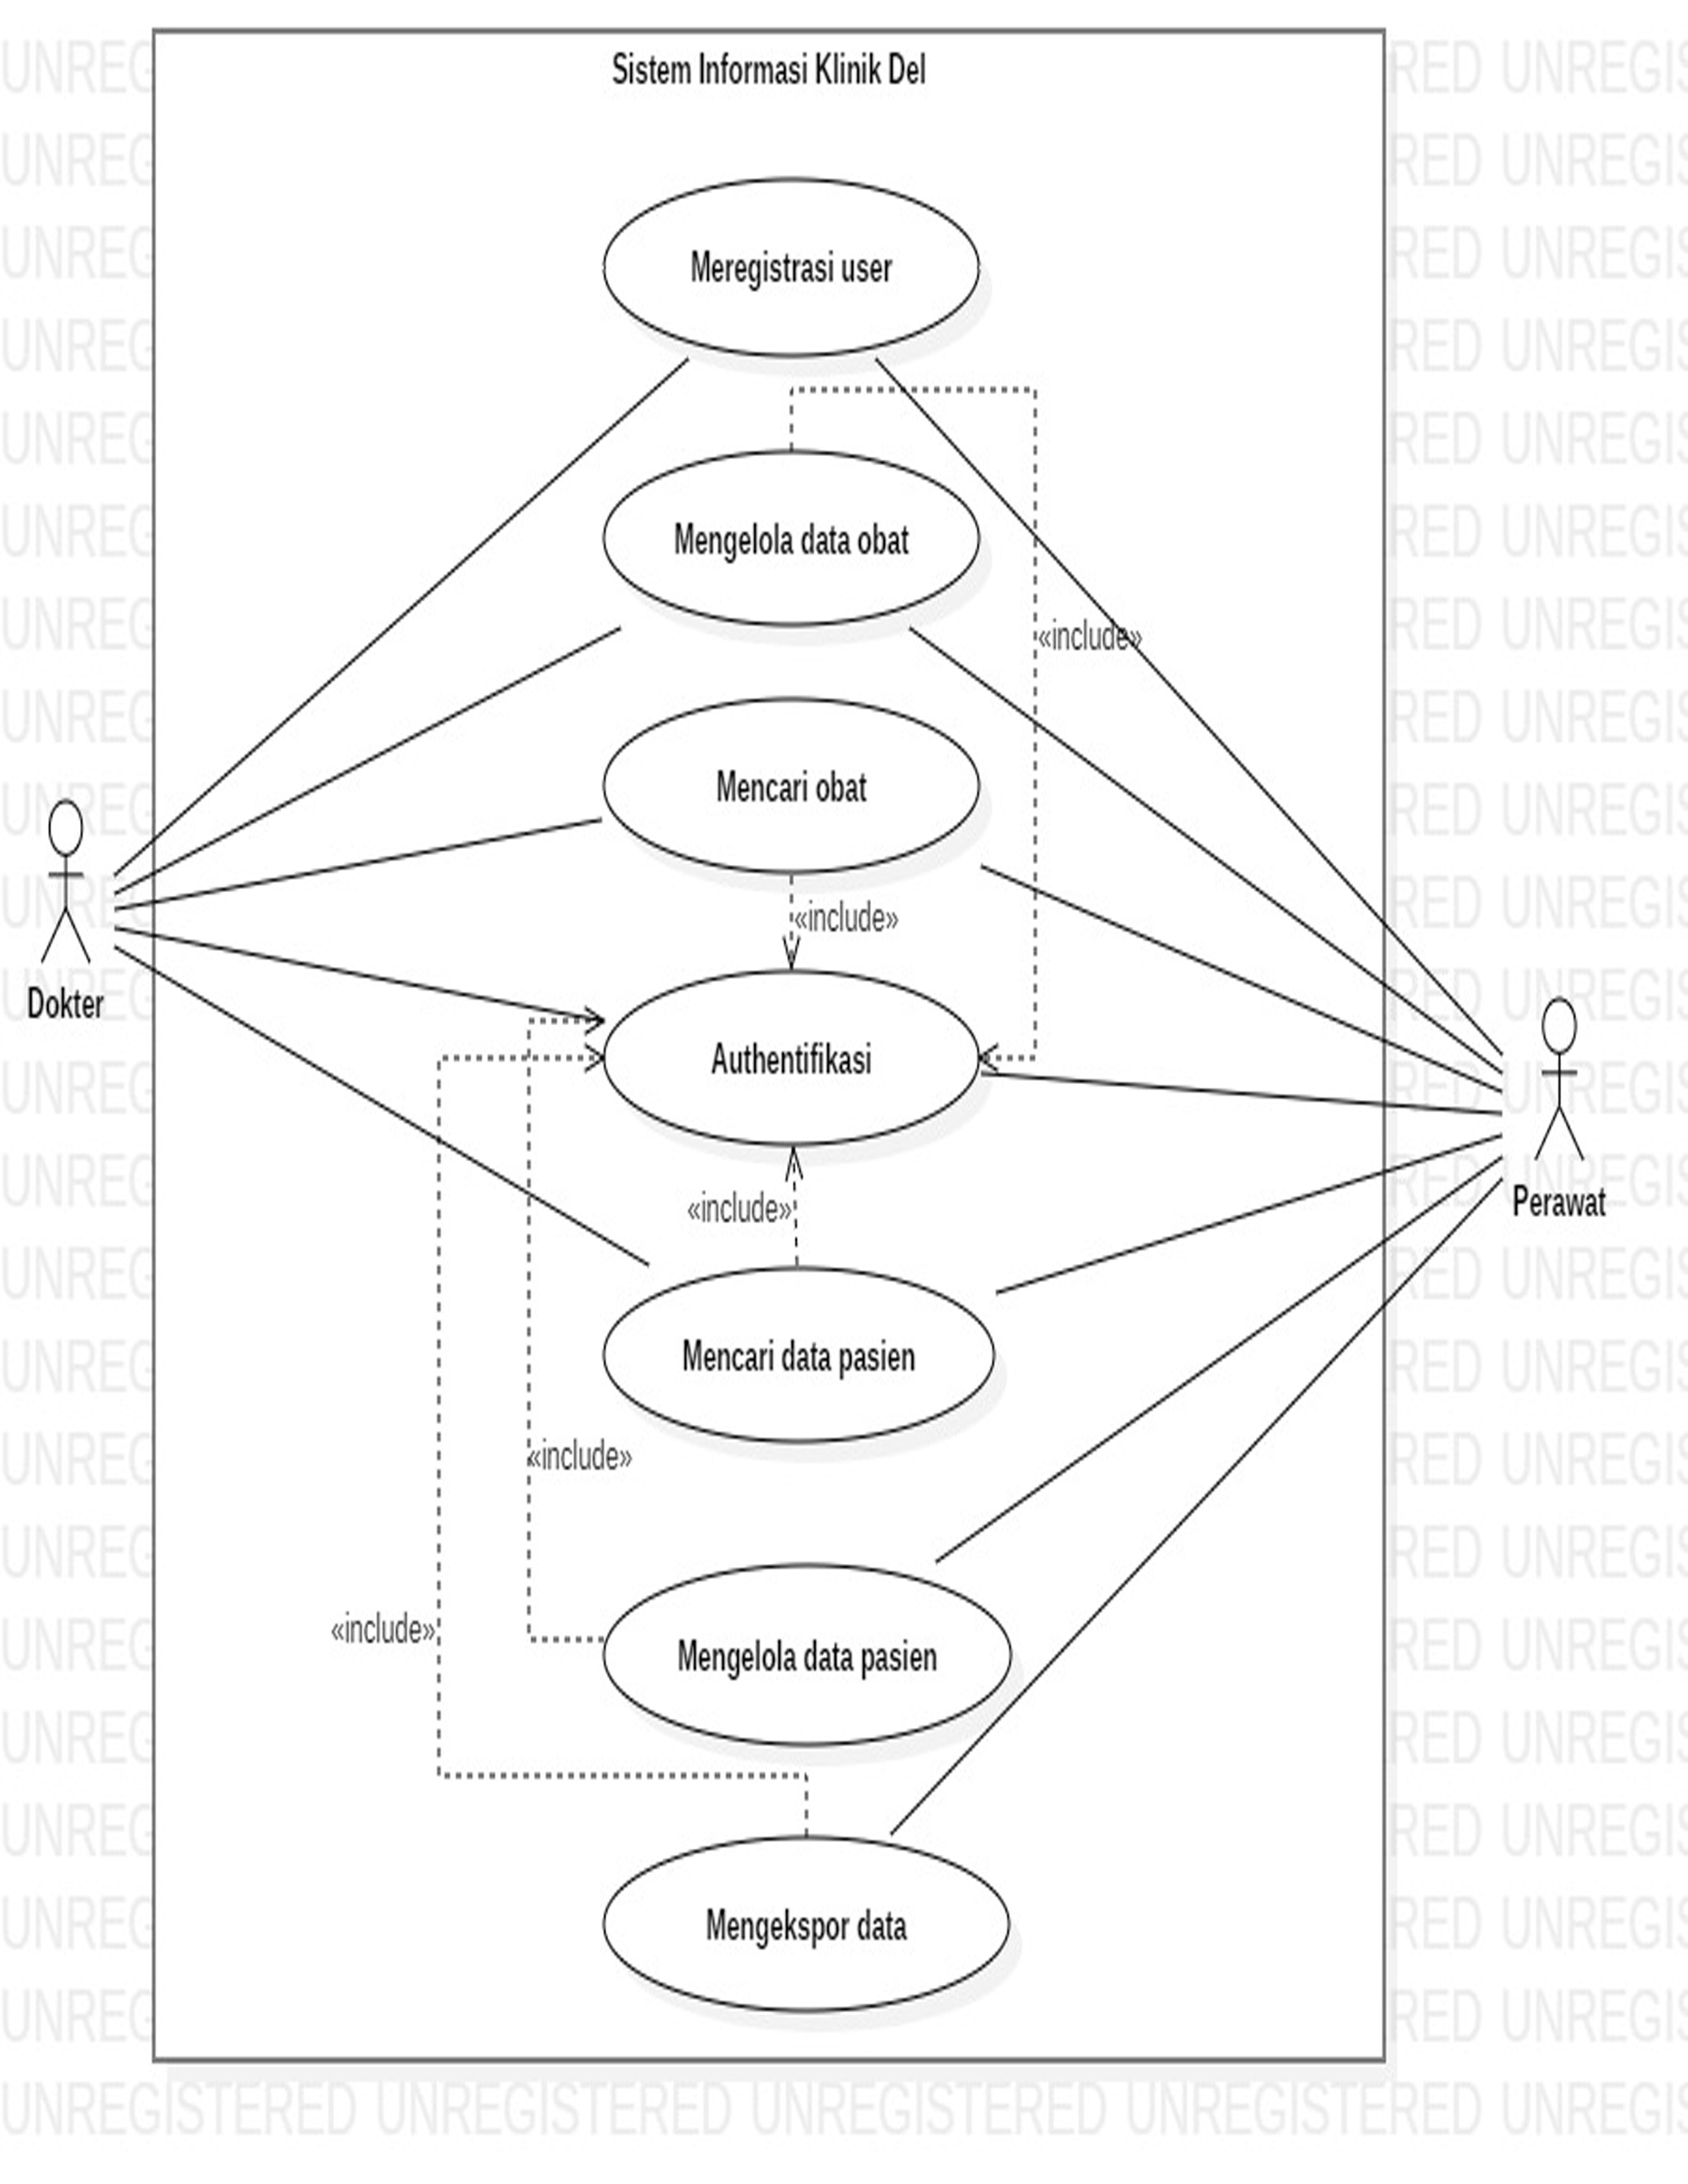 Sistem Informasi Klinik Del
Meregistrasi user
Mengelola data obat
«include»
Mencari obat
«include»
Dokter
Authentifikasi
«include»
Perawat
Mencari data pasien
«include»
«include»
Mengelola data pasien
Mengekspor data
UNREGISTERED UNREGISTERED UNREGISTERED UNREGISTERED UNREGIS